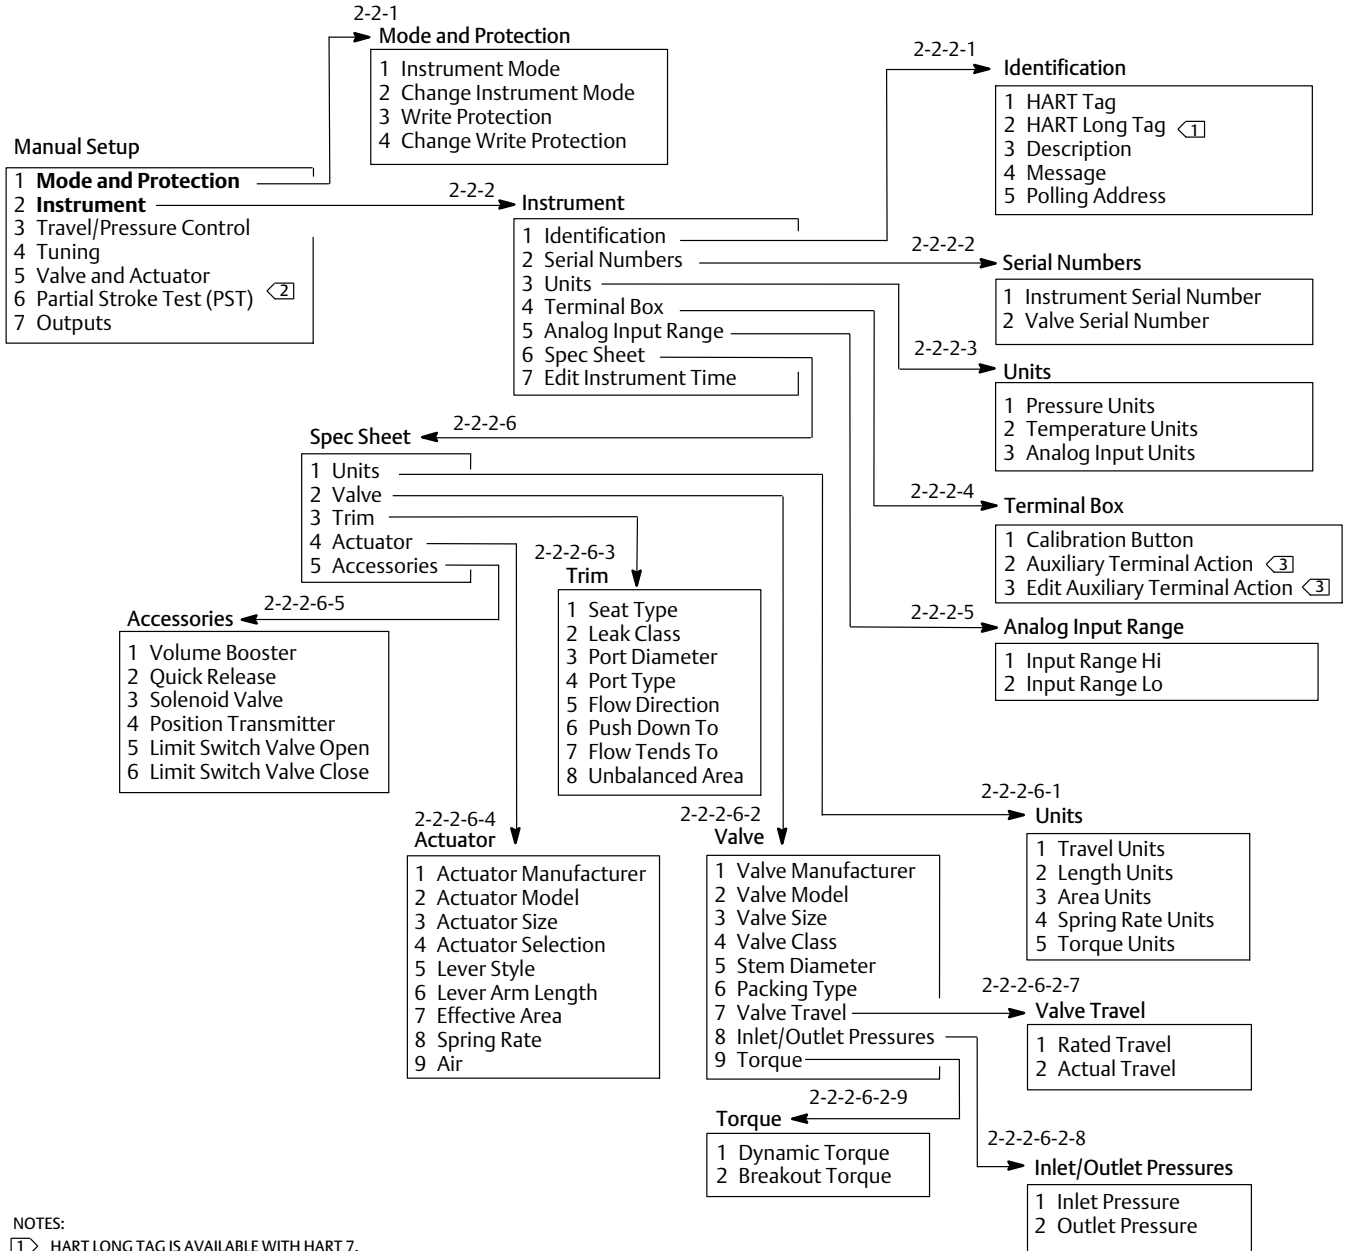 2-2-1
Mode and Protection
1 Instrument Mode
2 Change Instrument Mode
3 Write Protection
4 Change Write Protection
Manual Setup
1 Mode and Protection
2 Instrument
3 Travel/Pressure Control
4 Tuning
5 Valve and Actuator
6 Partial Stroke Test (PST) 2
7 Outputs
2-2-2
Instrument
1 Identification
2 Serial Numbers
3 Units
4 Terminal Box
5 Analog Input Range
6 Spec Sheet
7 Edit Instrument Time
2-2-2-1
Identification
1 HART Tag
2 HART Long Tag 1
3 Description
4 Message
5 Polling Address
2-2-2-2
Serial Numbers
1 Instrument Serial Number
2 Valve Serial Number
2-2-2-3
Units
1 Pressure Units
2 Temperature Units
3 Analog Input Units
2-2-2-4
Terminal Box
1 Calibration Button
2 Auxiliary Terminal Action 3
3 Edit Auxiliary Terminal Action 3
2-2-2-5
Analog Input Range
1 Input Range Hi
2 Input Range Lo
2-2-2-6
Spec Sheet
1 Units
2 Valve
3 Trim
4 Actuator
5 Accessories
2-2-2-6-5
Accessories
1 Volume Booster
2 Quick Release
3 Solenoid Valve
4 Position Transmitter
5 Limit Switch Valve Open
6 Limit Switch Valve Close
2-2-2-6-3
Trim
1 Seat Type
2 Leak Class
3 Port Diameter
4 Port Type
5 Flow Direction
6 Push Down To
7 Flow Tends To
8 Unbalanced Area
2-2-2-6-4
Actuator
1 Actuator Manufacturer
2 Actuator Model
3 Actuator Size
4 Actuator Selection
5 Lever Style
6 Lever Arm Length
7 Effective Area
8 Spring Rate
9 Air
2-2-2-6-2
Valve
1 Valve Manufacturer
2 Valve Model
3 Valve Size
4 Valve Class
5 Stem Diameter
6 Packing Type
7 Valve Travel
8 Inlet/Outlet Pressures
9 Torque
2-2-2-6-1
Units
1 Travel Units
2 Length Units
3 Area Units
4 Spring Rate Units
5 Torque Units
2-2-2-6-2-7
Valve Travel
1 Rated Travel
2 Actual Travel
2-2-2-6-2-9
Torque
1 Dynamic Torque
2 Breakout Torque
2-2-2-6-2-8
Inlet/Outlet Pressures
1 Inlet Pressure
2 Outlet Pressure
NOTES:
1 HART LONG TAG IS AVAILABLE WITH HART 7.